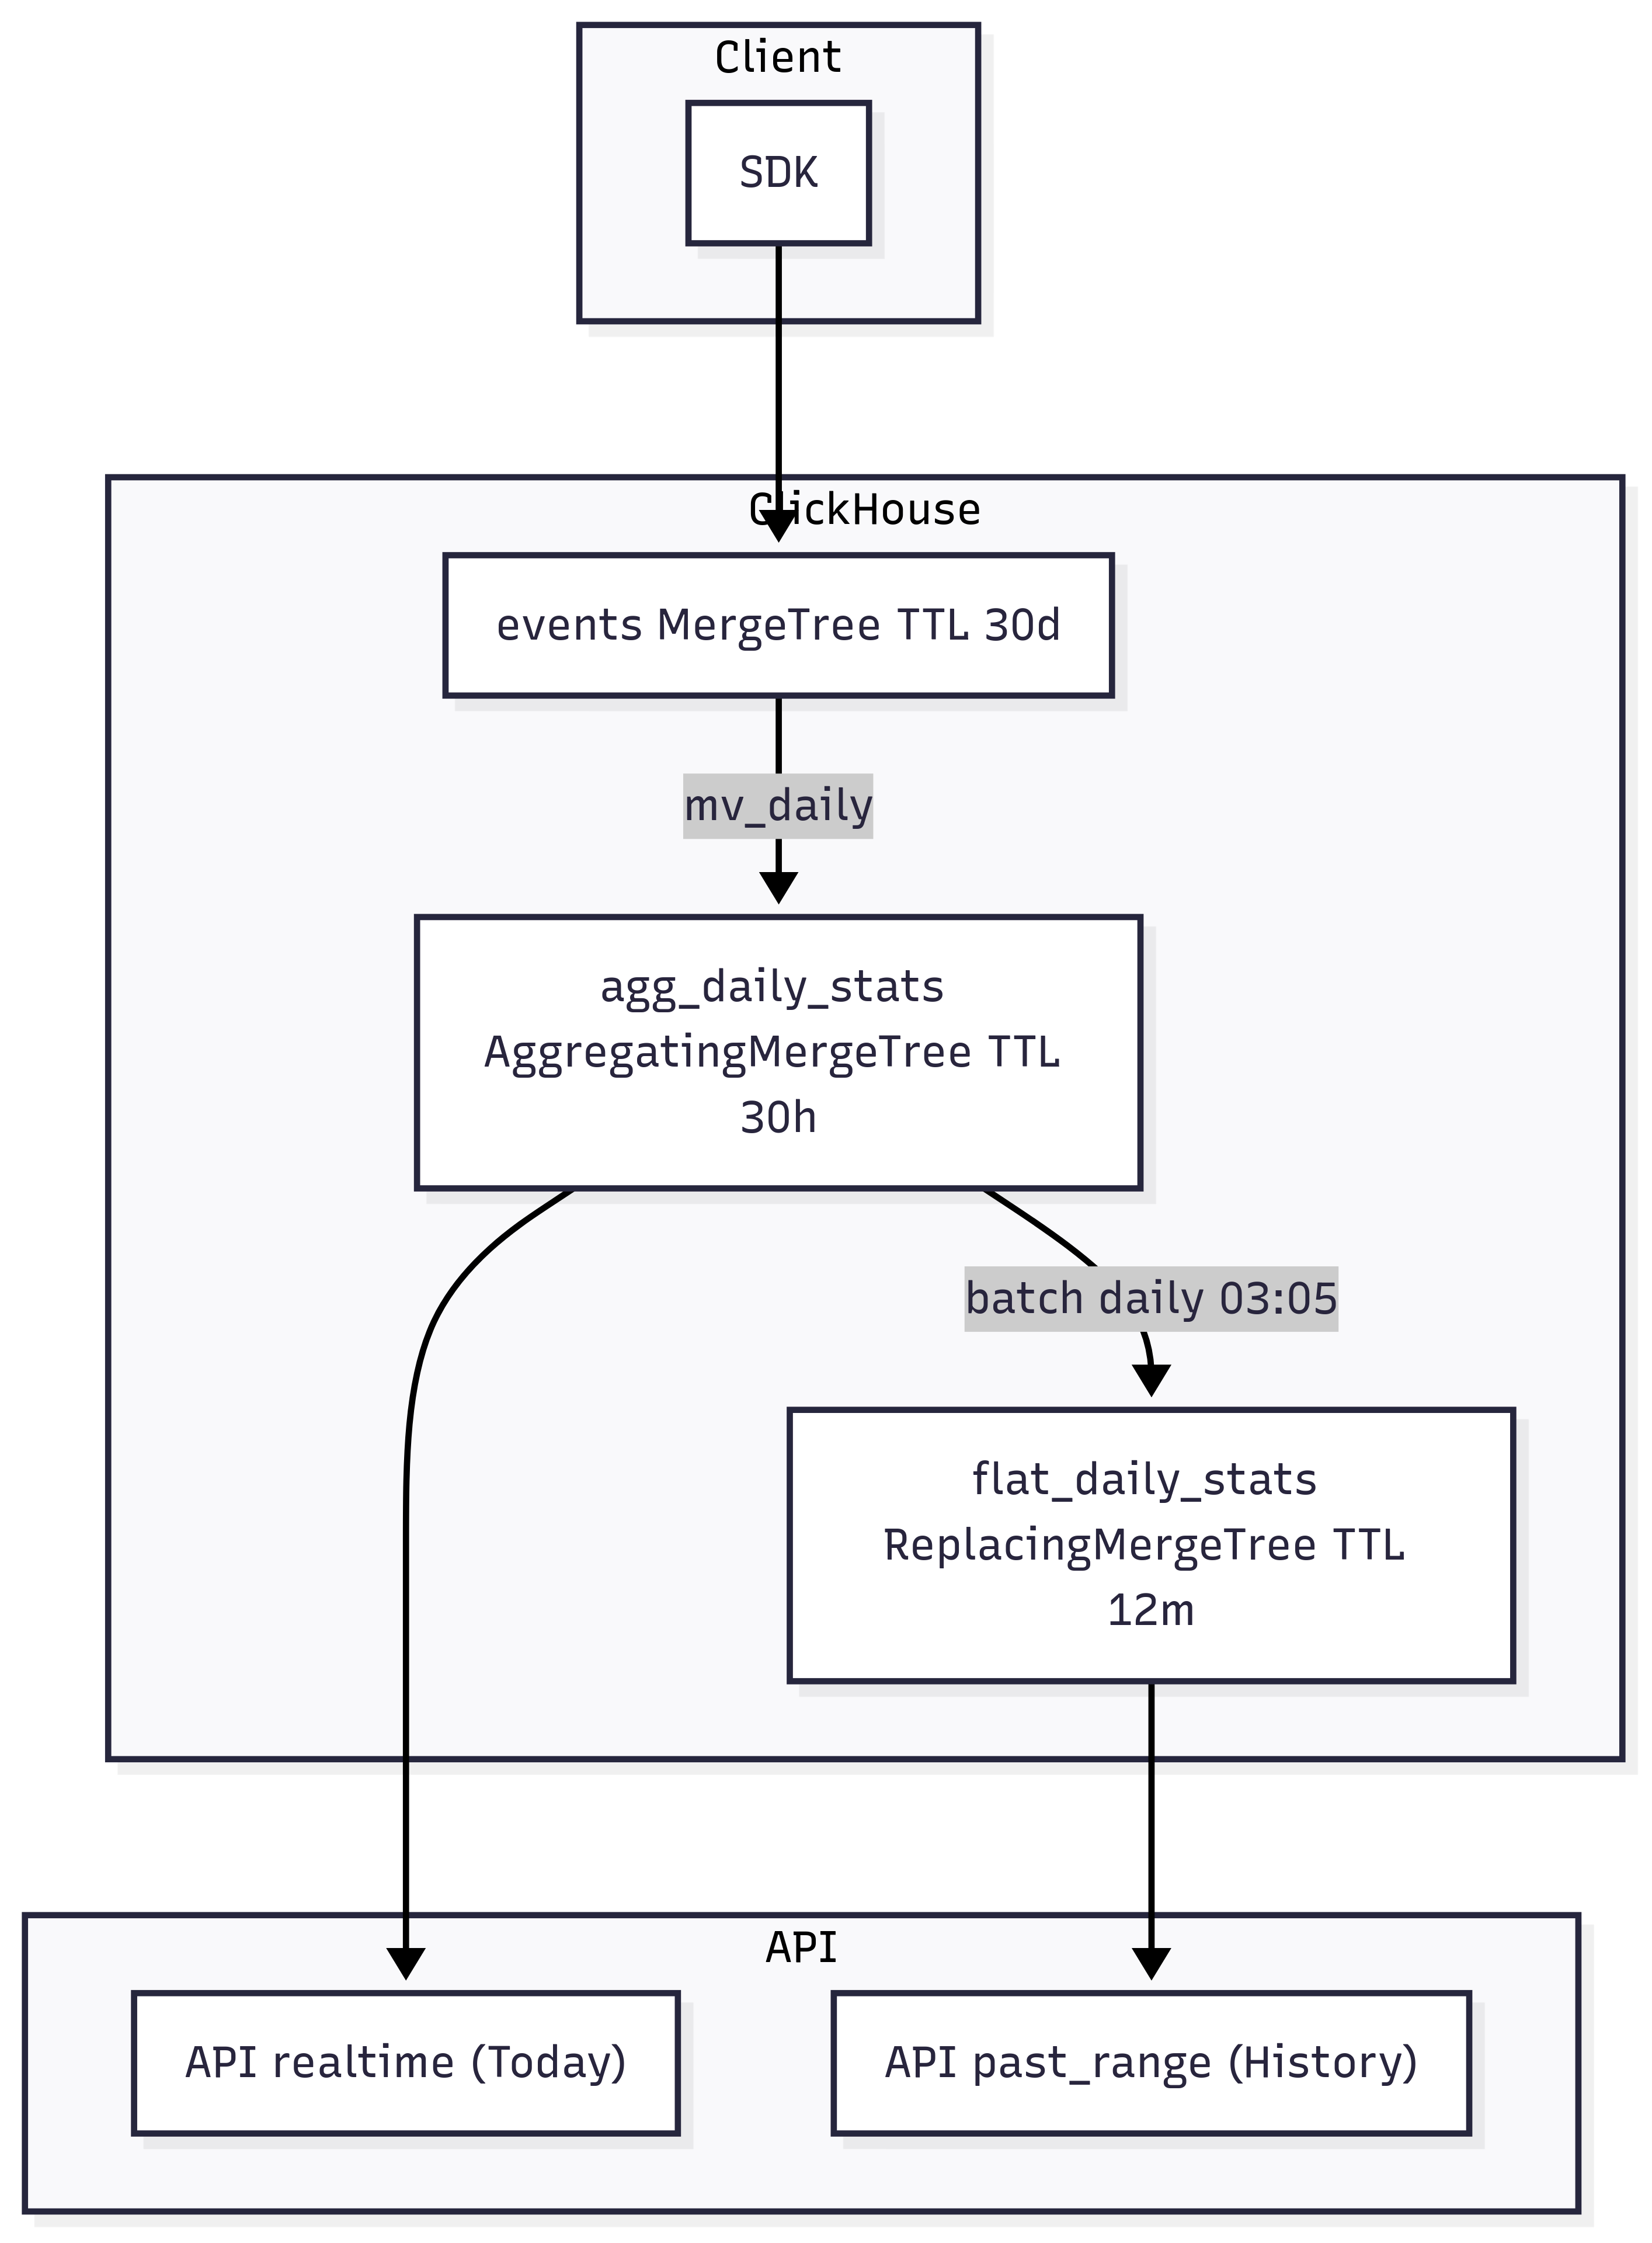 Client
SDK
ClickHouse
events MergeTree TTL 30d
mv_daily
agg_daily_stats
AggregatingMergeTree TTL
30h
batch daily 03:05
flat_daily_stats
ReplacingMergeTree TTL
12m
API
API realtime (Today)
API past_range (History)